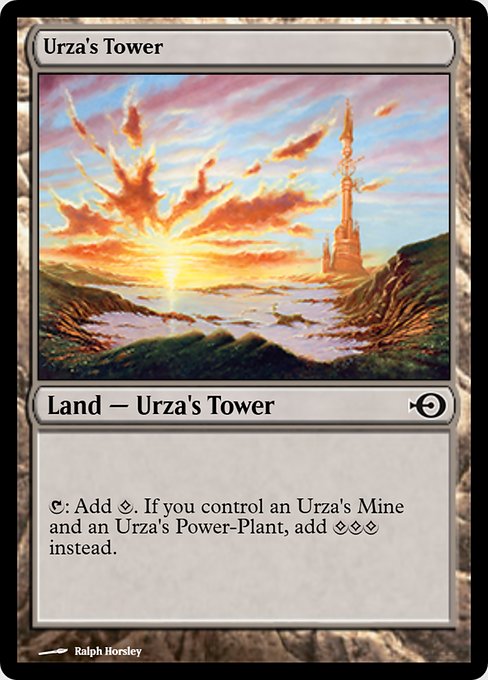 Urza's Tower
Land — Urza's Tower
: Add . If you control an Urza's Mine
and an Urza's Power-Plant, add
instead.
Ralph Horsley